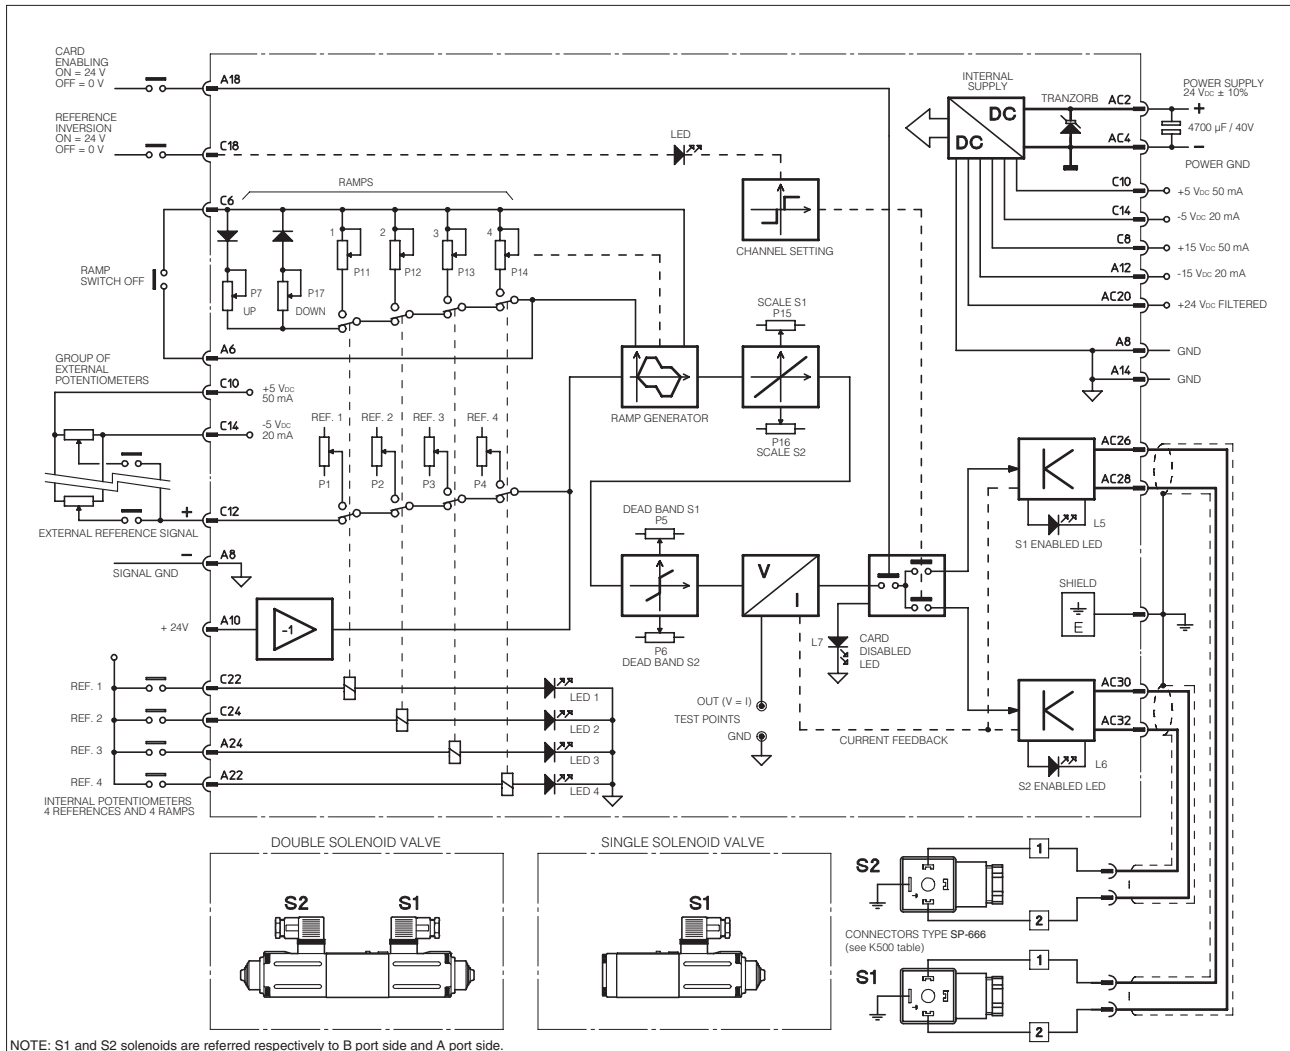 CARD
ENABLING
ON = 24 V
OFF = 0 V
A18
REFERENCE
INVERSION
ON = 24 V
OFF = 0 V
C18
LED
INTERNAL
SUPPLY
DC
DC
TRANZORB
AC2
AC4
POWER SUPPLY
24 VDC ± 10%
+
4700 µF / 40V
−
POWER GND
C10
+5 VDC 50 mA
C14
-5 VDC 20 mA
C8
+15 VDC 50 mA
A12
-15 VDC 20 mA
AC20
+24 VDC FILTERED
A8
GND
A14
GND
RAMPS
C6
1
2
3
4
P11
P12
P13
P14
P7
UP
P17
DOWN
RAMP
SWITCH OFF
A6
CHANNEL SETTING
SCALE S1
P15
P16
SCALE S2
RAMP GENERATOR
GROUP OF
EXTERNAL
POTENTIOMETERS
C10
+5 VDC
50 mA
C14
-5 VDC
20 mA
REF. 1
REF. 2
REF. 3
REF. 4
P1
P2
P3
P4
+
C12
EXTERNAL REFERENCE SIGNAL
−
A8
SIGNAL GND
+ 24V
A10
-1
DEAD BAND S1
P5
P6
DEAD BAND S2
V
I
L7
CARD
DISABLED
LED
OUT (V = I)
TEST POINTS
GND
CURRENT FEEDBACK
AC26
AC28
L5
S1 ENABLED LED
SHIELD
E
AC30
AC32
L6
S2 ENABLED LED
REF. 1
C22
LED 1
REF. 2
C24
LED 2
REF. 3
A24
LED 3
REF. 4
A22
LED 4
INTERNAL POTENTIOMETERS
4 REFERENCES AND 4 RAMPS
DOUBLE SOLENOID VALVE
S2
S1
SINGLE SOLENOID VALVE
S1
S2
1
2
CONNECTORS TYPE SP-666
(see K500 table)
S1
1
2
NOTE: S1 and S2 solenoids are referred respectively to B port side and A port side.